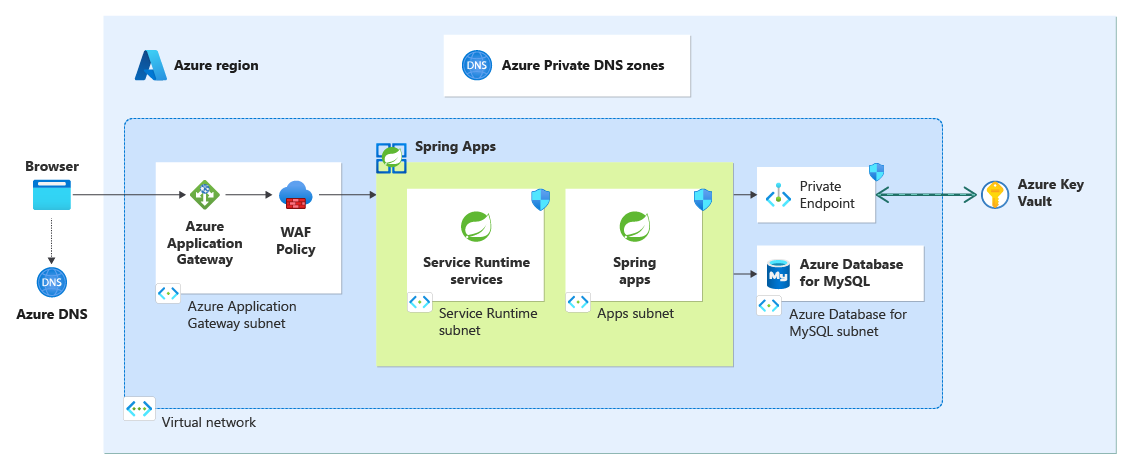 Azure region
DNS
Azure Private DNS zones
Browser
Spring Apps
Azure
Application
Gateway
WAF
Policy
Service Runtime
services
Spring
apps
Private
Endpoint
Azure Key
Vault
My
Azure Database
for MySQL
DNS
Azure DNS
Azure Application
Gateway subnet
Service Runtime
subnet
Apps subnet
Azure Database for
MySQL subnet
Virtual network